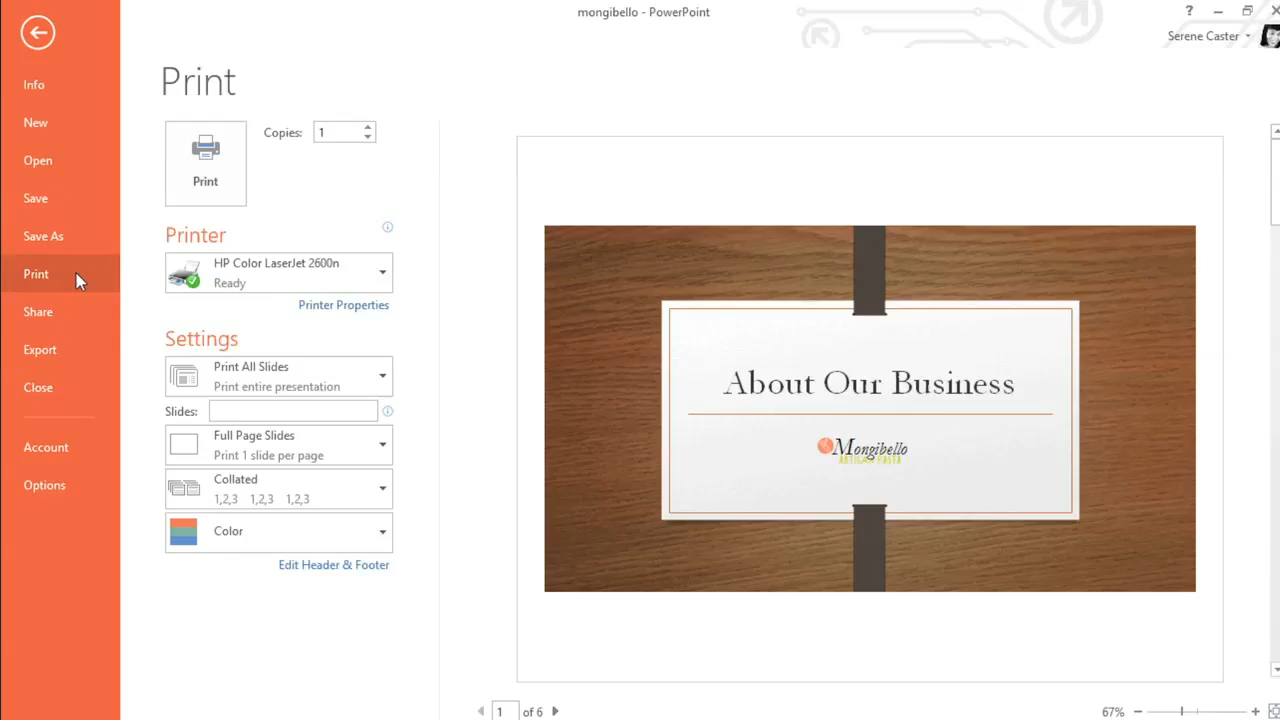 mongibello - PowerPoint
?
Serene Caster
Info
New
Open
Save
Save As
Print
Share
Export
Close
Account
Options
Print
Print
Copies: 1
Printer
HP Color LaserJet 2600n
Ready
Printer Properties
Settings
Print All Slides
Print entire presentation
Slides:
Full Page Slides
Print 1 slide per page
Collated
1,2,3 1,2,3 1,2,3
Color
Edit Header & Footer
About Our Business
Mongibello
ARTISAN PASTA
1 of 6
67%